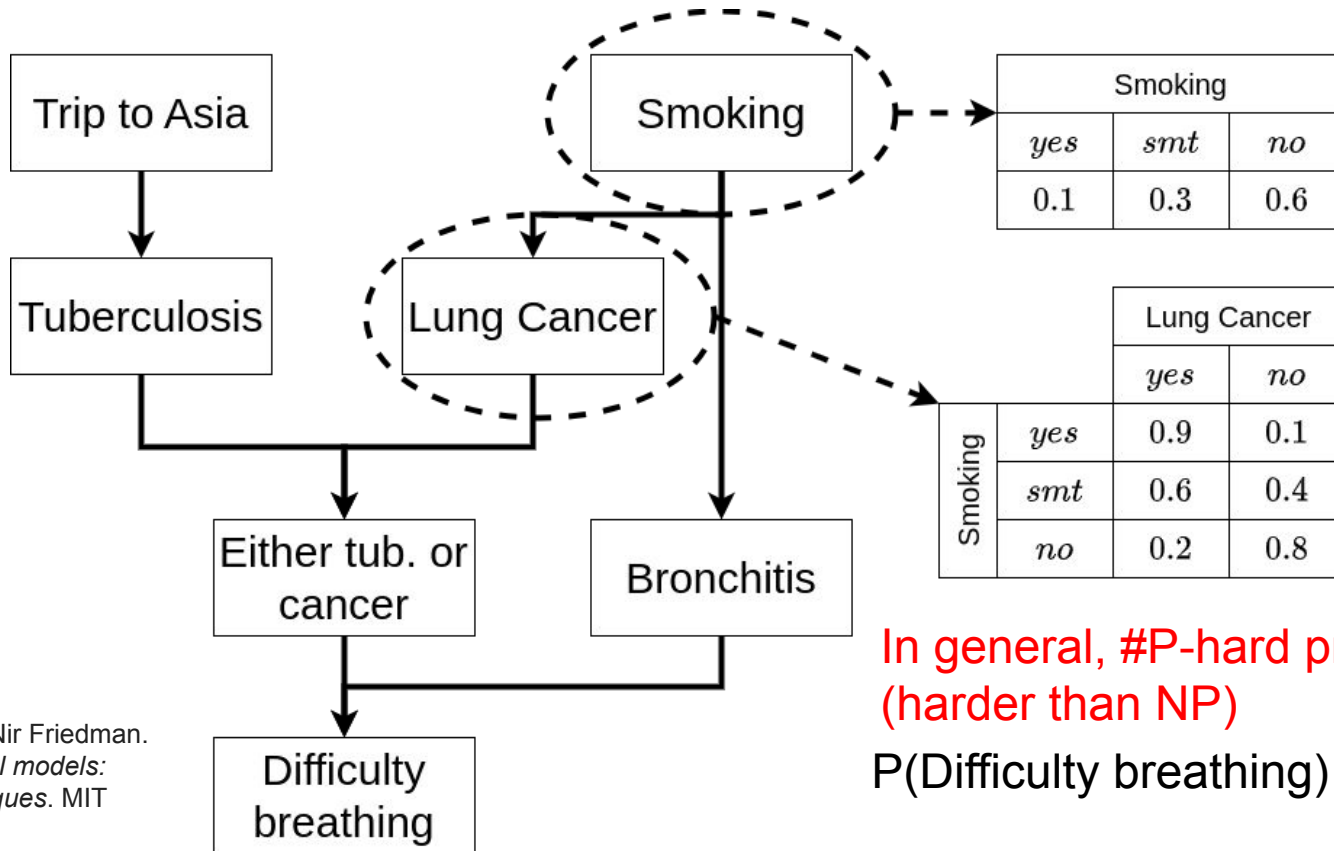 Trip to Asia
Smoking
Smoking
yes smt no
0.1 0.3 0.6
Tuberculosis
Lung Cancer
Lung Cancer
yes no
Smoking
yes 0.9 0.1
smt 0.6 0.4
no 0.2 0.8
Either tub. or
cancer
Bronchitis
In general, #P-hard
(harder than NP)
Nir Friedman.
models:
MIT
Difficulty
breathing
P(Difficulty breathing)